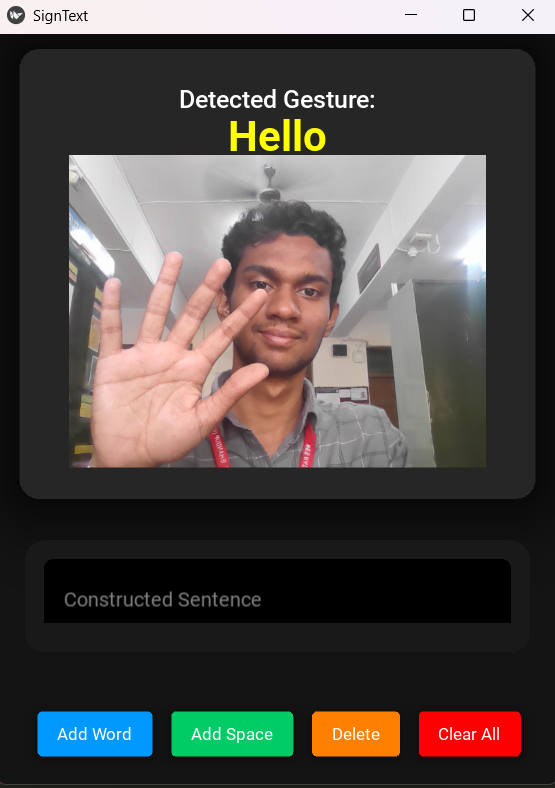 SignText
Detected Gesture:
Hello
Constructed Sentence
Add Word
Add Space
Delete
Clear All